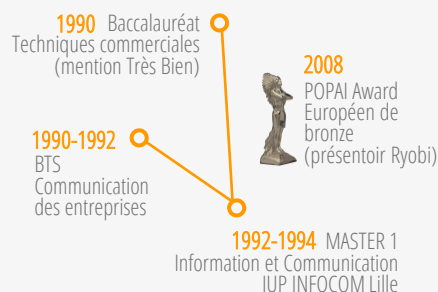 1990 Baccalauréat
Techniques commerciales
(mention Très Bien)
2008
POPAI Award
Européen de
bronze
(présentoir Ryobi)
1990-1992
BTS
Communication
des entreprises
1992-1994 MASTER 1
Information et Communication
IUP INFOCOM Lille